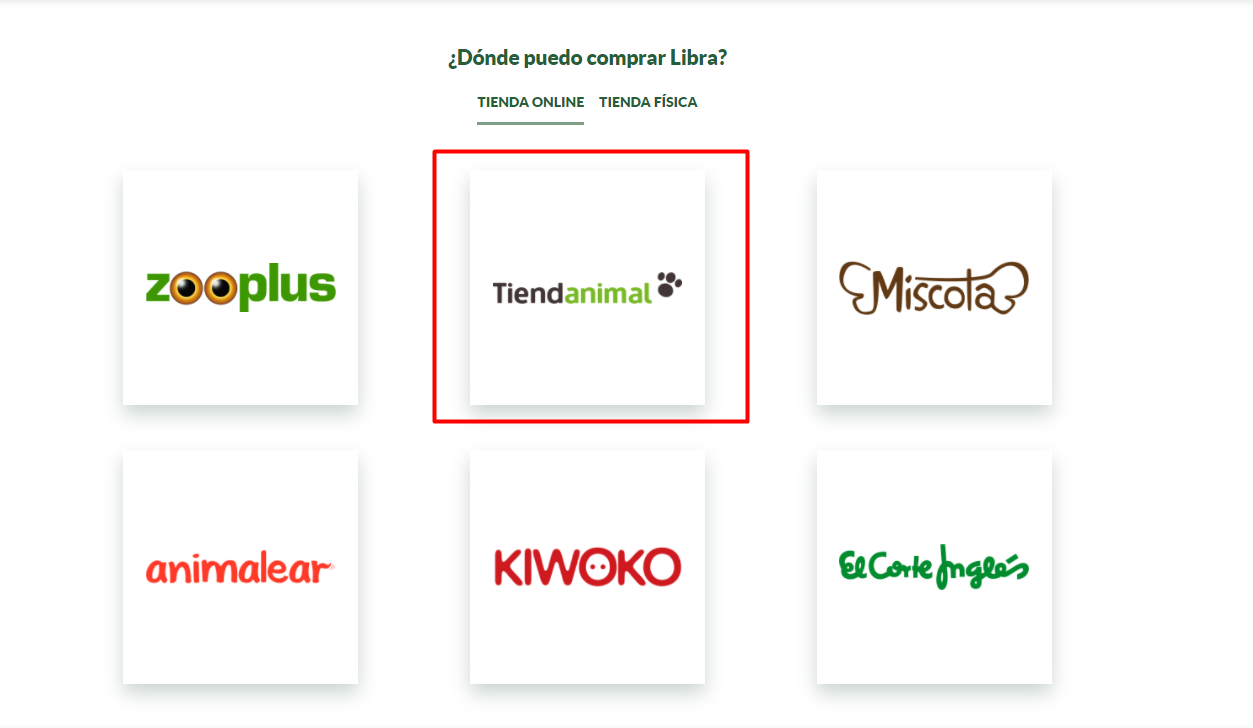 ¿Dónde puedo comprar Libra?
TIENDA ONLINE TIENDA FÍSICA
zooplus Tiendanimal Miscota
animalear KIWOKO El Corte Inglés